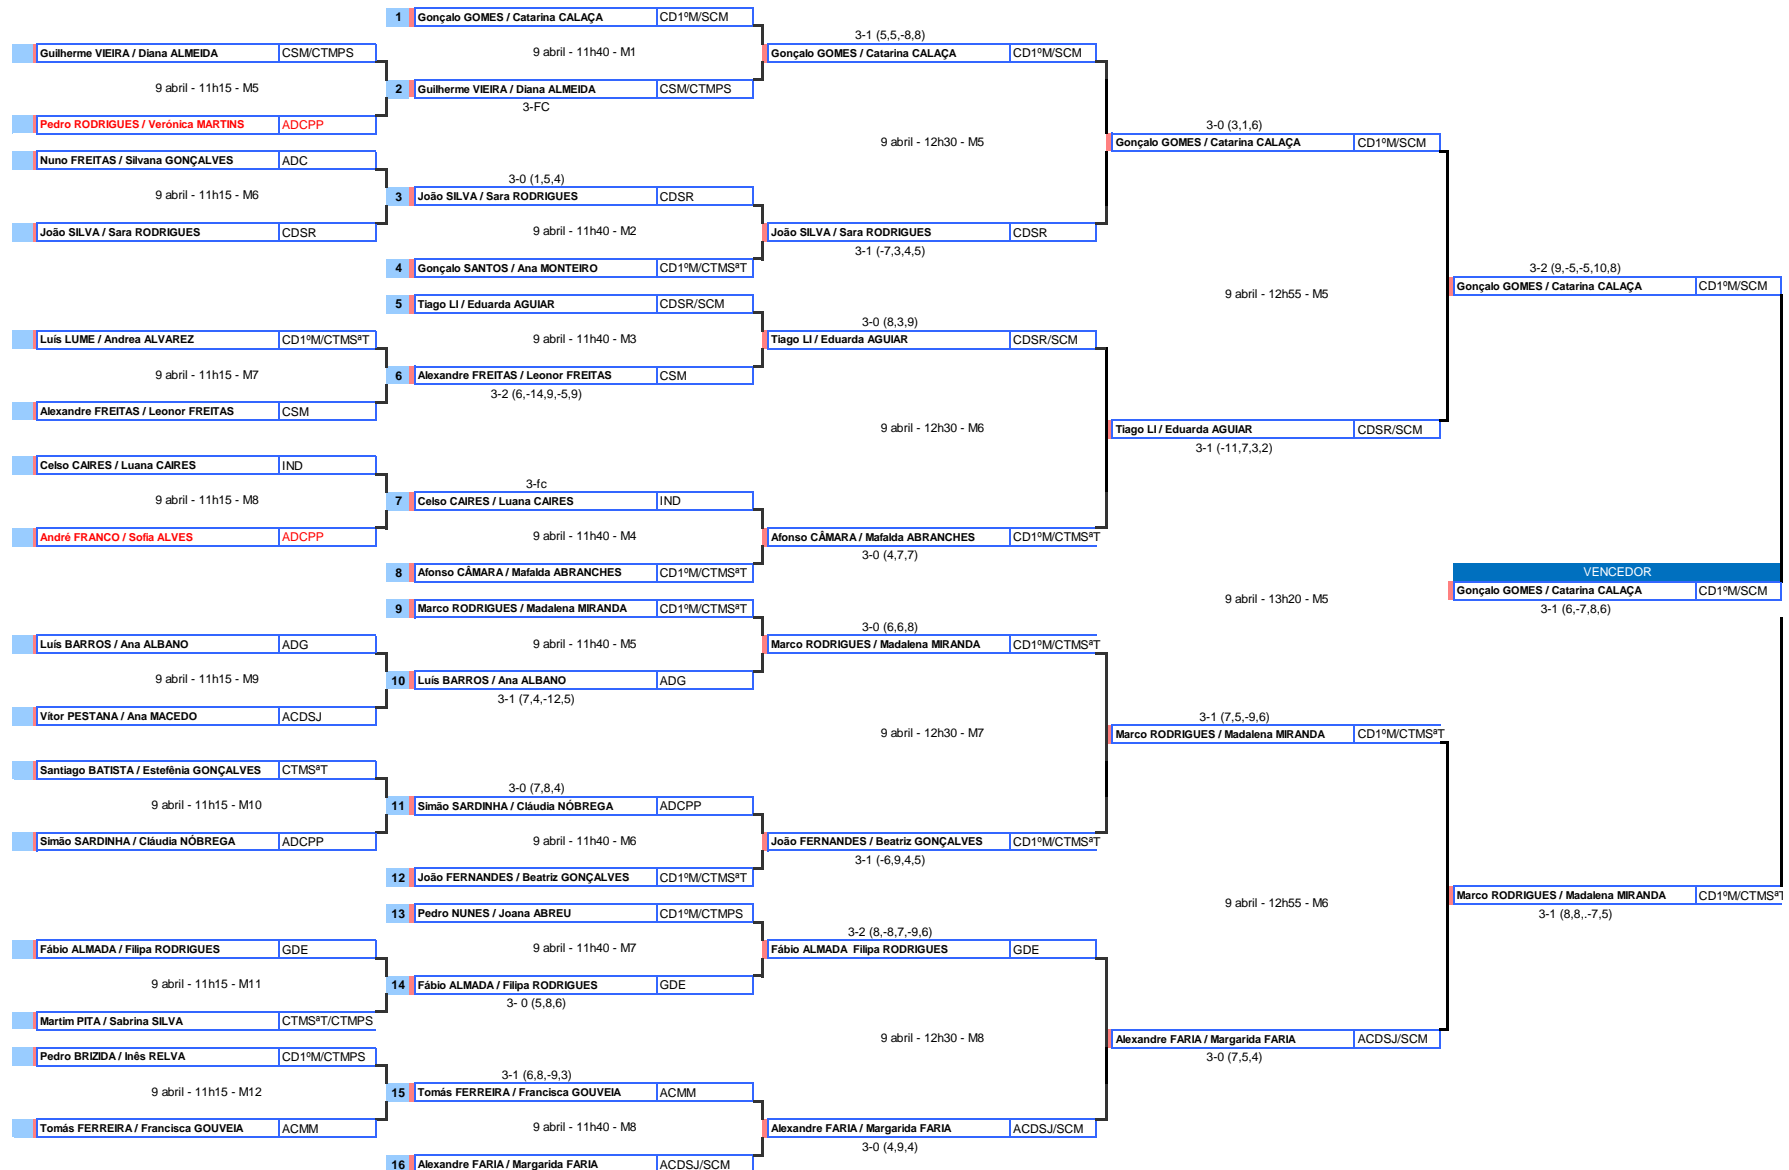 1 Gonçalo GOMES / Catarina CALAÇA CD1ºM/SCM
3-1 (5,5,-8,8)
Guilherme VIEIRA / Diana ALMEIDA CSM/CTMPS 9 abril - 11h40 - M1 Gonçalo GOMES / Catarina CALAÇA CD1ºM/SCM
9 abril - 11h15 - M5 2 Guilherme VIEIRA / Diana ALMEIDA CSM/CTMPS
3-FC
Pedro RODRIGUES / Verónica MARTINS ADCPP 3-0 (3,1,6)
9 abril - 12h30 - M5 Gonçalo GOMES / Catarina CALAÇA CD1ºM/SCM
Nuno FREITAS / Silvana GONÇALVES ADC
3-0 (1,5,4)
9 abril - 11h15 - M6 3 João SILVA / Sara RODRIGUES CDSR
João SILVA / Sara RODRIGUES CDSR 9 abril - 11h40 - M2 João SILVA / Sara RODRIGUES CDSR
3-1 (-7,3,4,5)
4 Gonçalo SANTOS / Ana MONTEIRO CD1ºM/CTMSªT 3-2 (9,-5,-5,10,8)
Gonçalo GOMES / Catarina CALAÇA CD1ºM/SCM
9 abril - 12h55 - M5
5 Tiago LI / Eduarda AGUIAR CDSR/SCM
3-0 (8,3,9)
Luís LUME / Andrea ALVAREZ CD1ºM/CTMSªT 9 abril - 11h40 - M3 Tiago LI / Eduarda AGUIAR CDSR/SCM
9 abril - 11h15 - M7 6 Alexandre FREITAS / Leonor FREITAS CSM
3-2 (6,-14,9,-5,9)
Alexandre FREITAS / Leonor FREITAS CSM
9 abril - 12h30 - M6 Tiago LI / Eduarda AGUIAR CDSR/SCM
3-1 (-11,7,3,2)
Celso CAIRES / Luana CAIRES IND
3-fc
9 abril - 11h15 - M8 7 Celso CAIRES / Luana CAIRES IND
André FRANCO / Sofia ALVES ADCPP 9 abril - 11h40 - M4 Afonso CÂMARA / Mafalda ABRANCHES CD1ºM/CTMSªT
3-0 (4,7,7)
8 Afonso CÂMARA / Mafalda ABRANCHES CD1ºM/CTMSªT VENCEDOR
Gonçalo GOMES / Catarina CALAÇA CD1ºM/SCM
9 abril - 13h20 - M5
9 Marco RODRIGUES / Madalena MIRANDA CD1ºM/CTMSªT 3-1 (6,-7,8,6)
3-0 (6,6,8)
Luís BARROS / Ana ALBANO ADG 9 abril - 11h40 - M5 Marco RODRIGUES / Madalena MIRANDA CD1ºM/CTMSªT
9 abril - 11h15 - M9 10 Luís BARROS / Ana ALBANO ADG
3-1 (7,4,-12,5)
Vítor PESTANA / Ana MACEDO ACDSJ 3-1 (7,5,-9,6)
9 abril - 12h30 - M7 Marco RODRIGUES / Madalena MIRANDA CD1ºM/CTMSªT
Santiago BATISTA / Estefênia GONÇALVES CTMSªT
3-0 (7,8,4)
9 abril - 11h15 - M10 11 Simão SARDINHA / Cláudia NÓBREGA ADCPP
Simão SARDINHA / Cláudia NÓBREGA ADCPP 9 abril - 11h40 - M6 João FERNANDES / Beatriz GONÇALVES CD1ºM/CTMSªT
3-1 (-6,9,4,5)
12 João FERNANDES / Beatriz GONÇALVES CD1ºM/CTMSªT
Marco RODRIGUES / Madalena MIRANDA CD1ºM/CTMSªT
9 abril - 12h55 - M6
13 Pedro NUNES / Joana ABREU CD1ºM/CTMPS 3-1 (8,8,.-7,5)
3-2 (8,-8,7,-9,6)
Fábio ALMADA / Filipa RODRIGUES GDE 9 abril - 11h40 - M7 Fábio ALMADA Filipa RODRIGUES GDE
9 abril - 11h15 - M11 14 Fábio ALMADA / Filipa RODRIGUES GDE
3- 0 (5,8,6)
Martim PITA / Sabrina SILVA CTMSªT/CTMPS
9 abril - 12h30 - M8 Alexandre FARIA / Margarida FARIA ACDSJ/SCM
Pedro BRIZIDA / Inês RELVA CD1ºM/CTMPS 3-0 (7,5,4)
3-1 (6,8,-9,3)
9 abril - 11h15 - M12 15 Tomás FERREIRA / Francisca GOUVEIA ACMM
Tomás FERREIRA / Francisca GOUVEIA ACMM 9 abril - 11h40 - M8 Alexandre FARIA / Margarida FARIA ACDSJ/SCM
3-0 (4,9,4)
16 Alexandre FARIA / Margarida FARIA ACDSJ/SCM